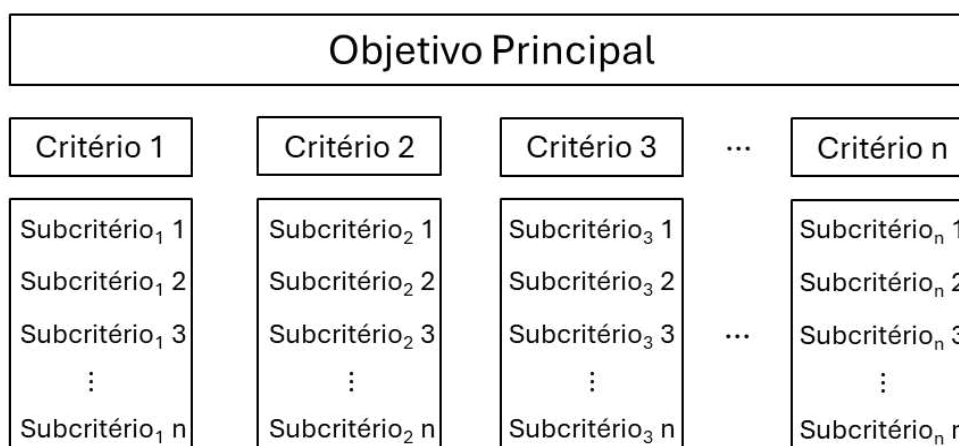 Objetivo Principal
Critério 1 Critério 2 Critério 3 ... Critério n
Subcritério₁ 1 Subcritério₂ 1 Subcritério₃ 1 Subcritérioₙ 1
Subcritério₁ 2 Subcritério₂ 2 Subcritério₃ 2 Subcritérioₙ 2
Subcritério₁ 3 Subcritério₂ 3 Subcritério₃ 3 ... Subcritérioₙ 3
⋮ ⋮ ⋮ ⋮
Subcritério₁ n Subcritério₂ n Subcritério₃ n Subcritérioₙ n